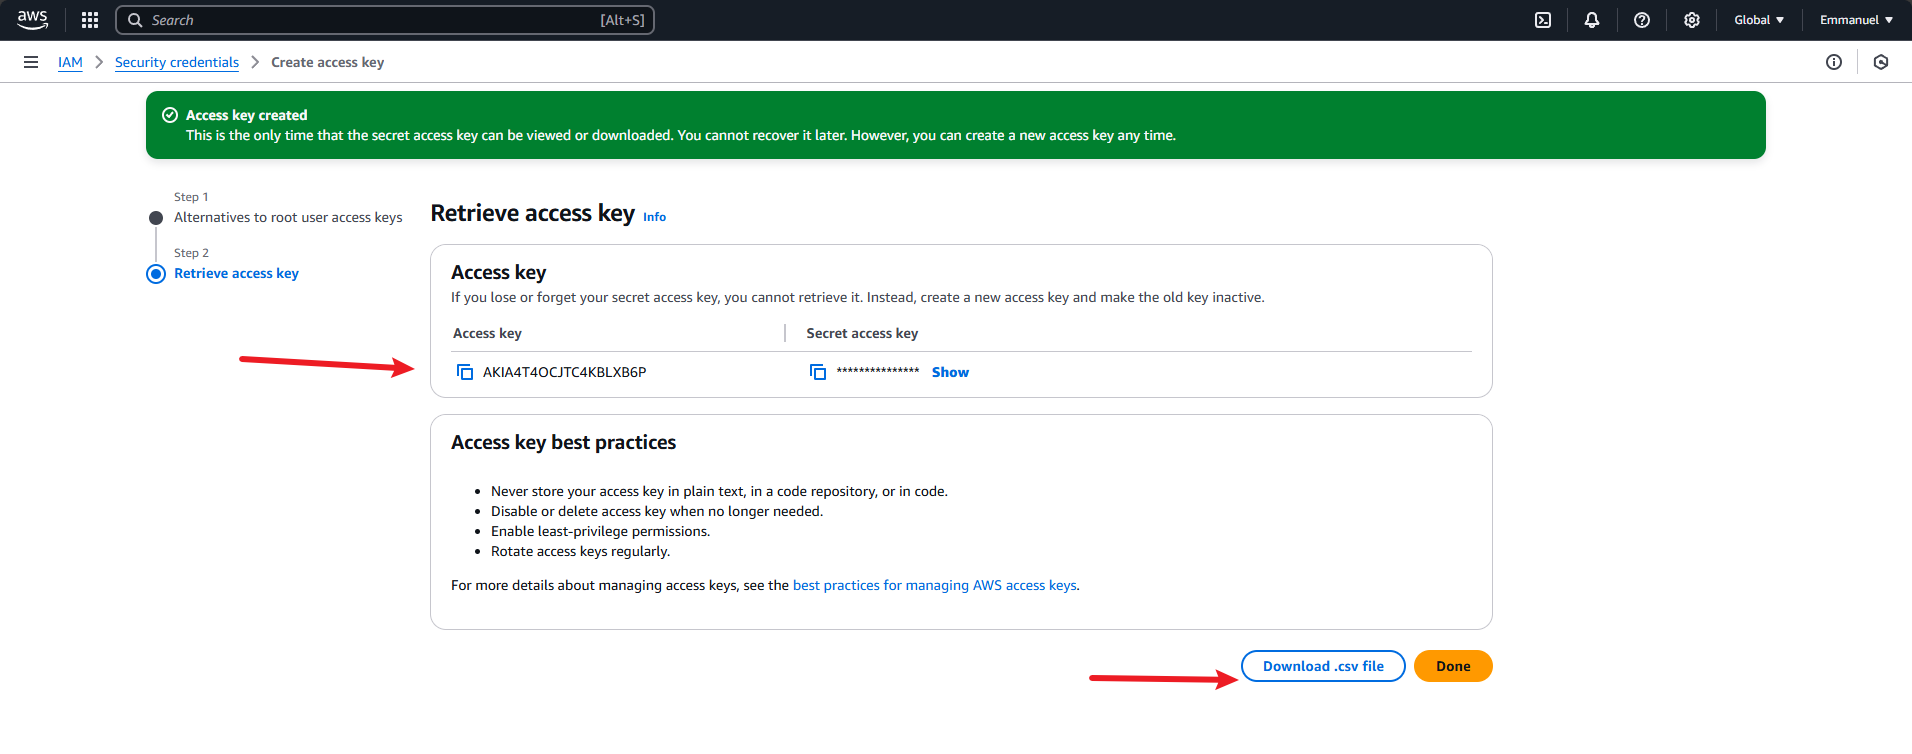 aws
Search
[Alt+S]
Global
Emmanuel
IAM
Security credentials
Create access key
Access key created
This is the only time that the secret access key can be viewed or downloaded. You cannot recover it later. However, you can create a new access key any time.
Step 1
Alternatives to root user access keys
Step 2
Retrieve access key
Retrieve access key Info
Access key
If you lose or forget your secret access key, you cannot retrieve it. Instead, create a new access key and make the old key inactive.
Access key
Secret access key
AKIA4T4OCJTC4KBLXB6P
*************** Show
Access key best practices
• Never store your access key in plain text, in a code repository, or in code.
• Disable or delete access key when no longer needed.
• Enable least-privilege permissions.
• Rotate access keys regularly.
For more details about managing access keys, see the best practices for managing AWS access keys.
Download .csv file
Done